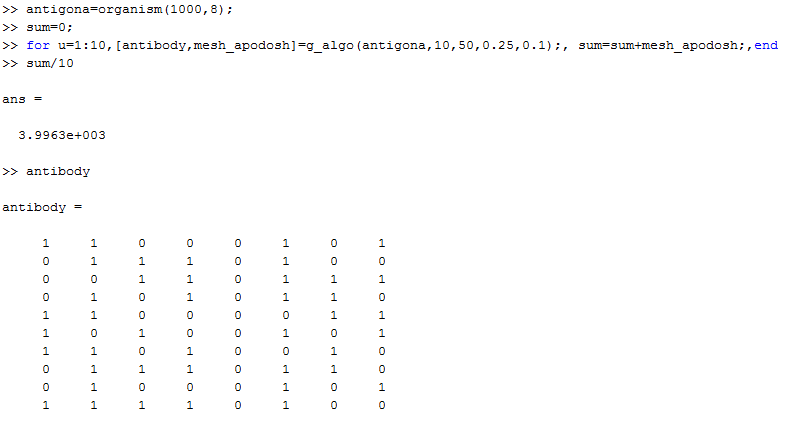 >> antigona=organism(1000,8);
>> sum=0;
>> for u=1:10,[antibody,mesh_apodosh]=g_algo(antigona,10,50,0.25,0.1);, sum=sum+mesh_apodosh;,end
>> sum/10
ans =
3.9963e+003
>> antibody
antibody =
1 1 0 0 0 1 0 1
0 1 1 1 0 1 0 0
0 0 1 1 0 1 1 1
0 1 0 1 0 1 1 0
1 1 0 0 0 0 1 1
1 0 1 0 0 1 0 1
1 1 0 1 0 0 1 0
0 1 1 1 0 1 1 0
0 1 0 0 0 1 0 1
1 1 1 1 0 1 0 0